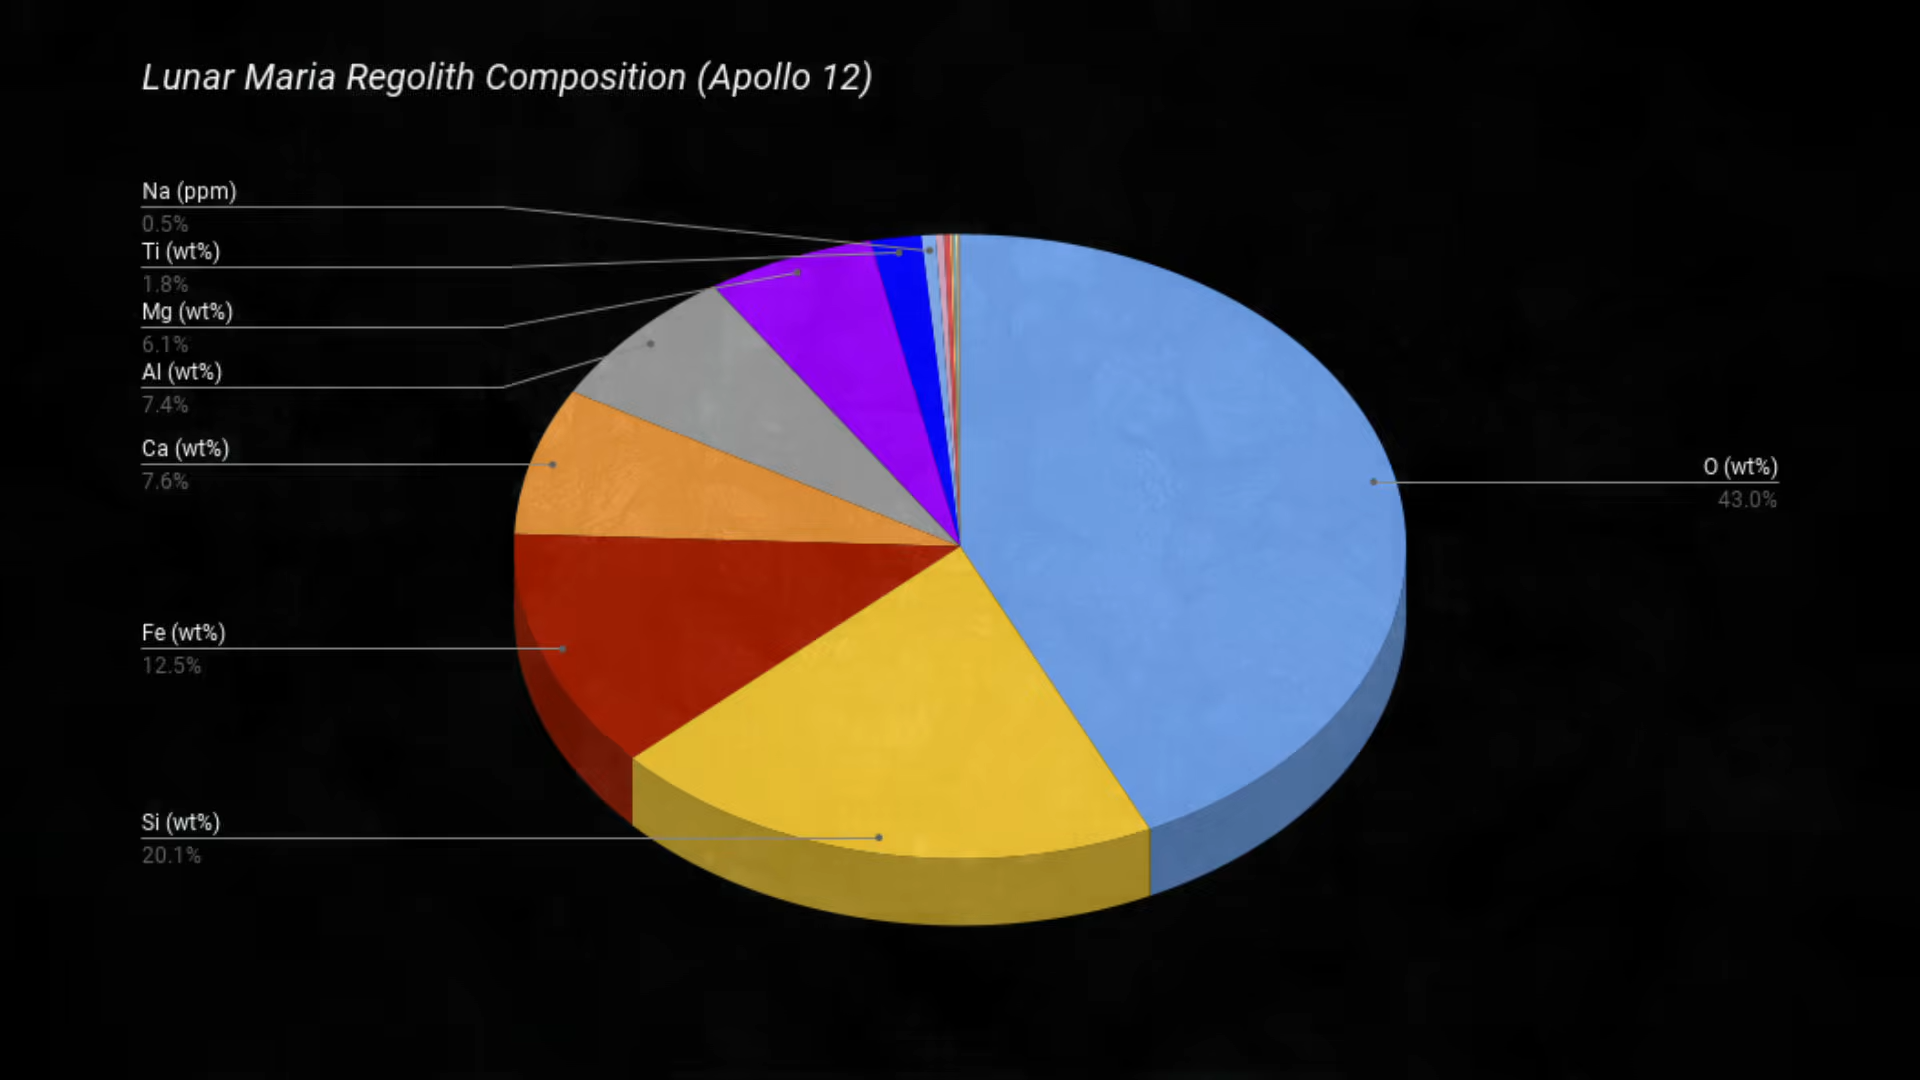 Lunar Maria Regolith Composition (Apollo 12)
Na (ppm)
0.5%
Ti (wt%)
1.8%
Mg (wt%)
6.1%
Al (wt%)
7.4%
Ca (wt%)
7.6%
Fe (wt%)
12.5%
Si (wt%)
20.1%
O (wt%)
43.0%